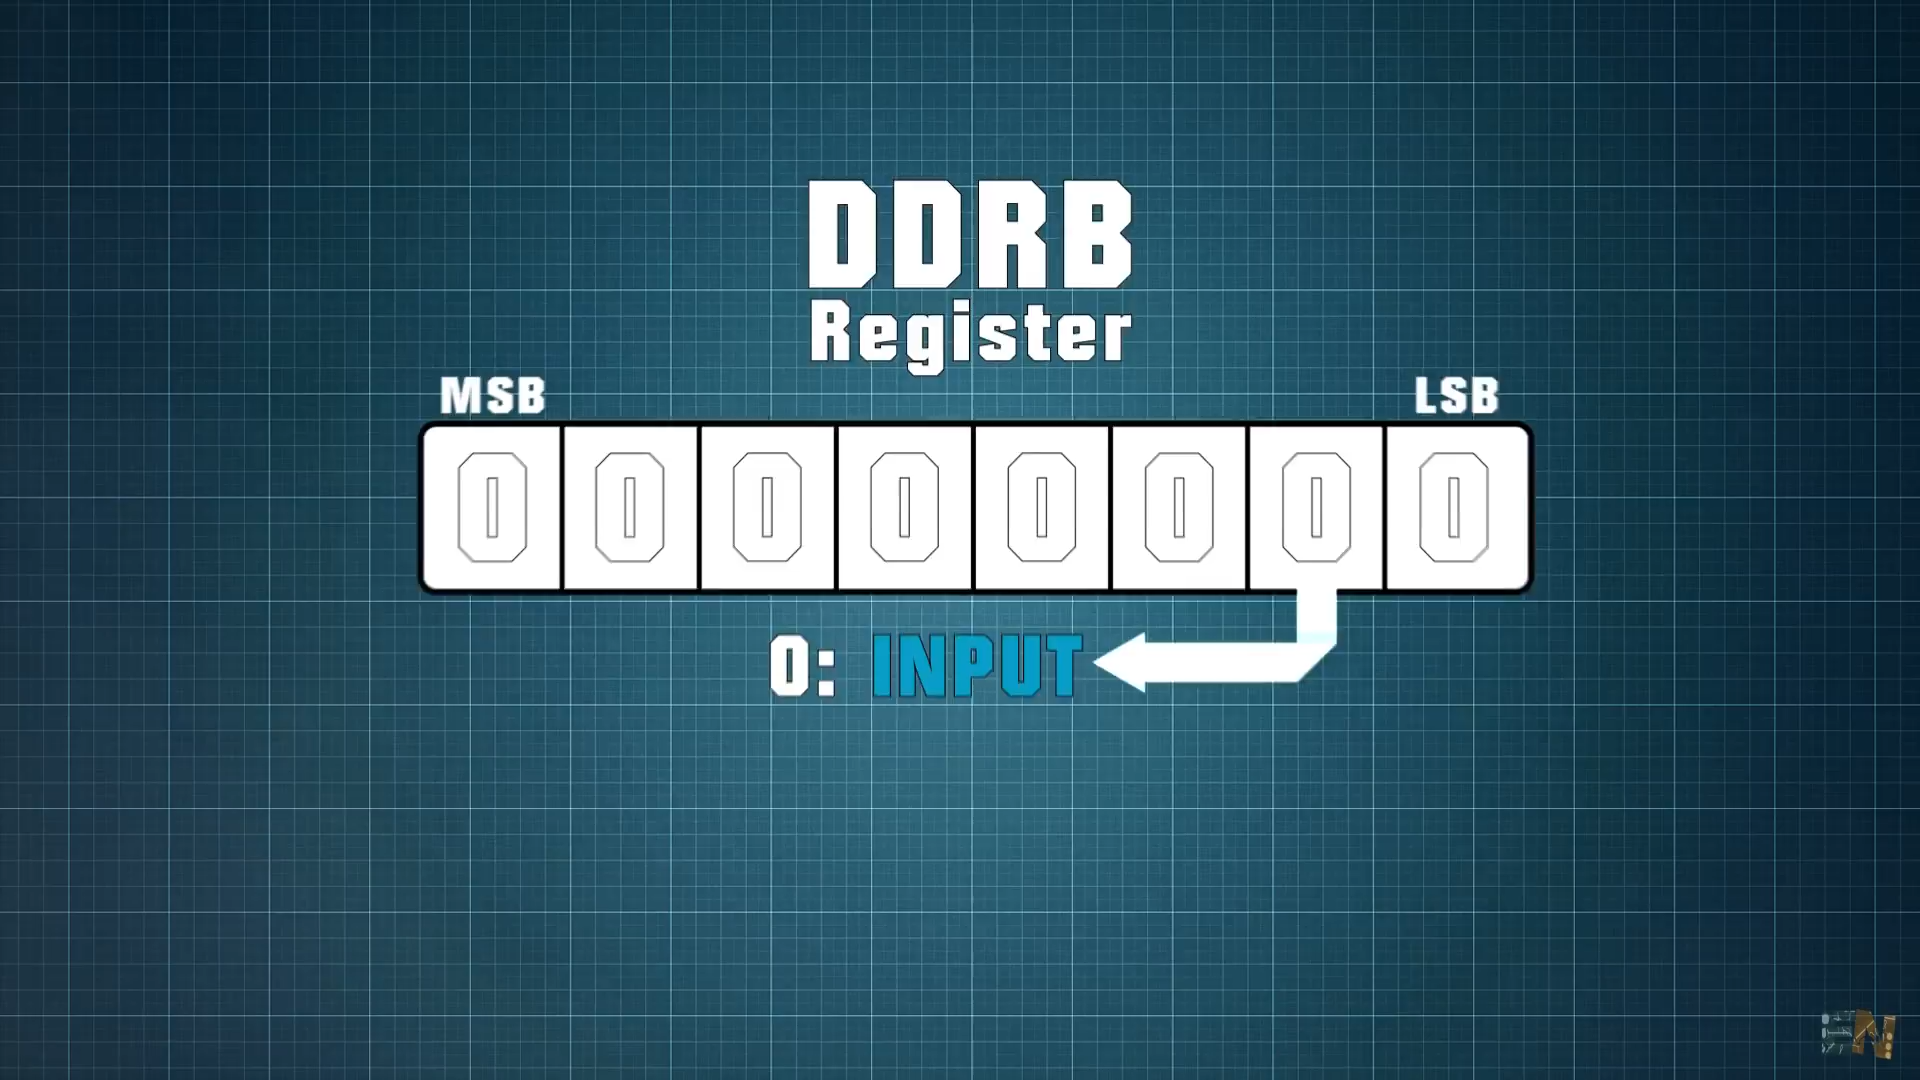 DDRB
Register
MSB LSB
0 0 0 0 0 0 0 0
0: INPUT